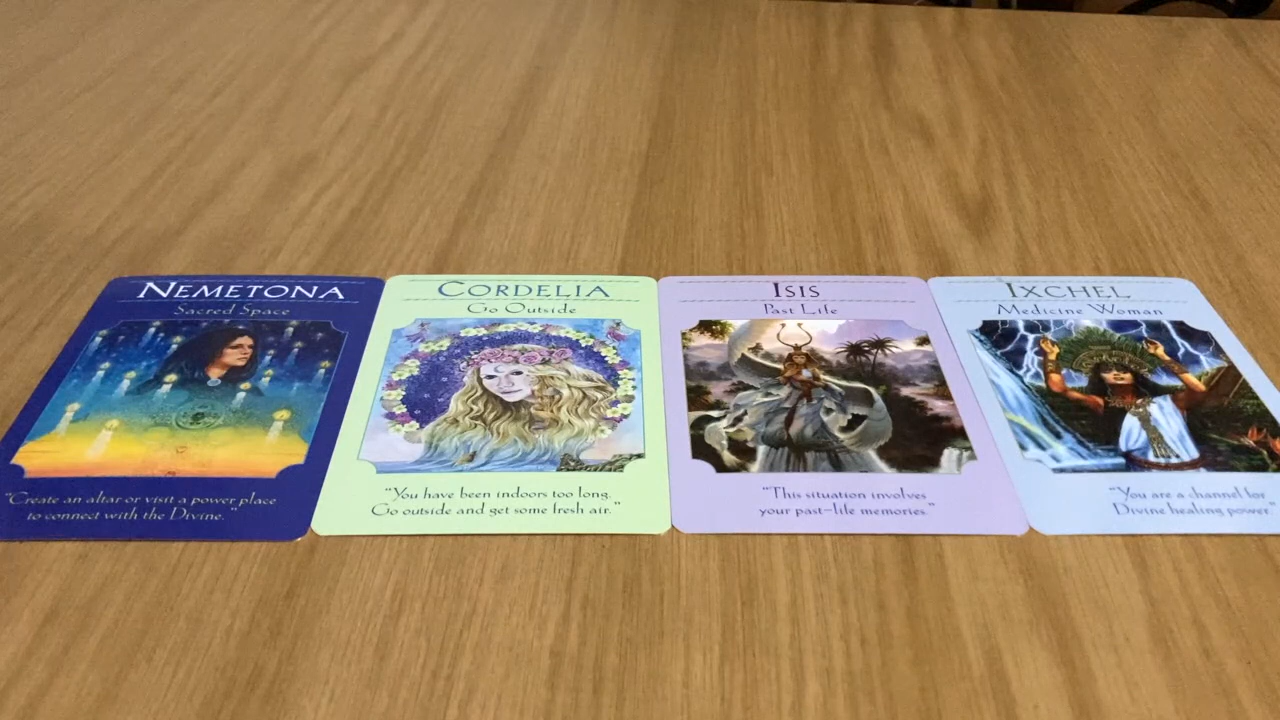 NEMETONA
Sacred Space
"Create an altar or visit a power place
to connect with the Divine."
CORDELIA
Go Outside
"You have been indoors too long.
Go outside and get some fresh air."
ISIS
Past Life
"This situation involves
your past-life memories."
IXCHEL
Medicine Woman
"You are a channel for
Divine healing power."